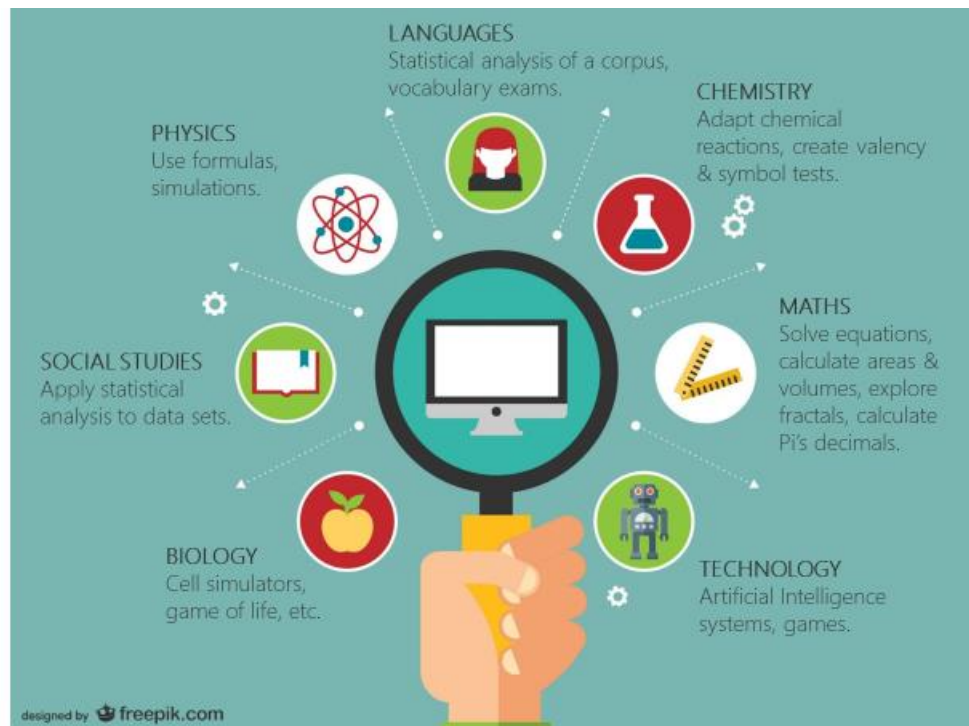 LANGUAGES
Statistical analysis of a corpus,
vocabulary exams.
CHEMISTRY
Adapt chemical
reactions, create valency
& symbol tests.
PHYSICS
Use formulas,
simulations.
MATHS
Solve equations,
calculate areas &
volumes, explore
fractals, calculate
Pi's decimals.
SOCIAL STUDIES
Apply statistical
analysis to data sets.
BIOLOGY
Cell simulators,
game of life, etc.
TECHNOLOGY
Artificial Intelligence
systems, games.
designed by freepik.com